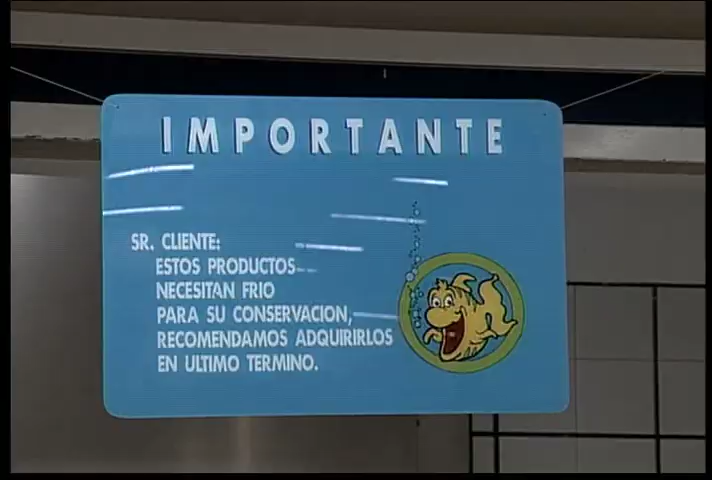 IMPORTANTE
SR. CLIENTE:
ESTOS PRODUCTOS
NECESITAN FRIO
PARA SU CONSERVACION,
RECOMENDAMOS ADQUIRIRLOS
EN ULTIMO TERMINO.